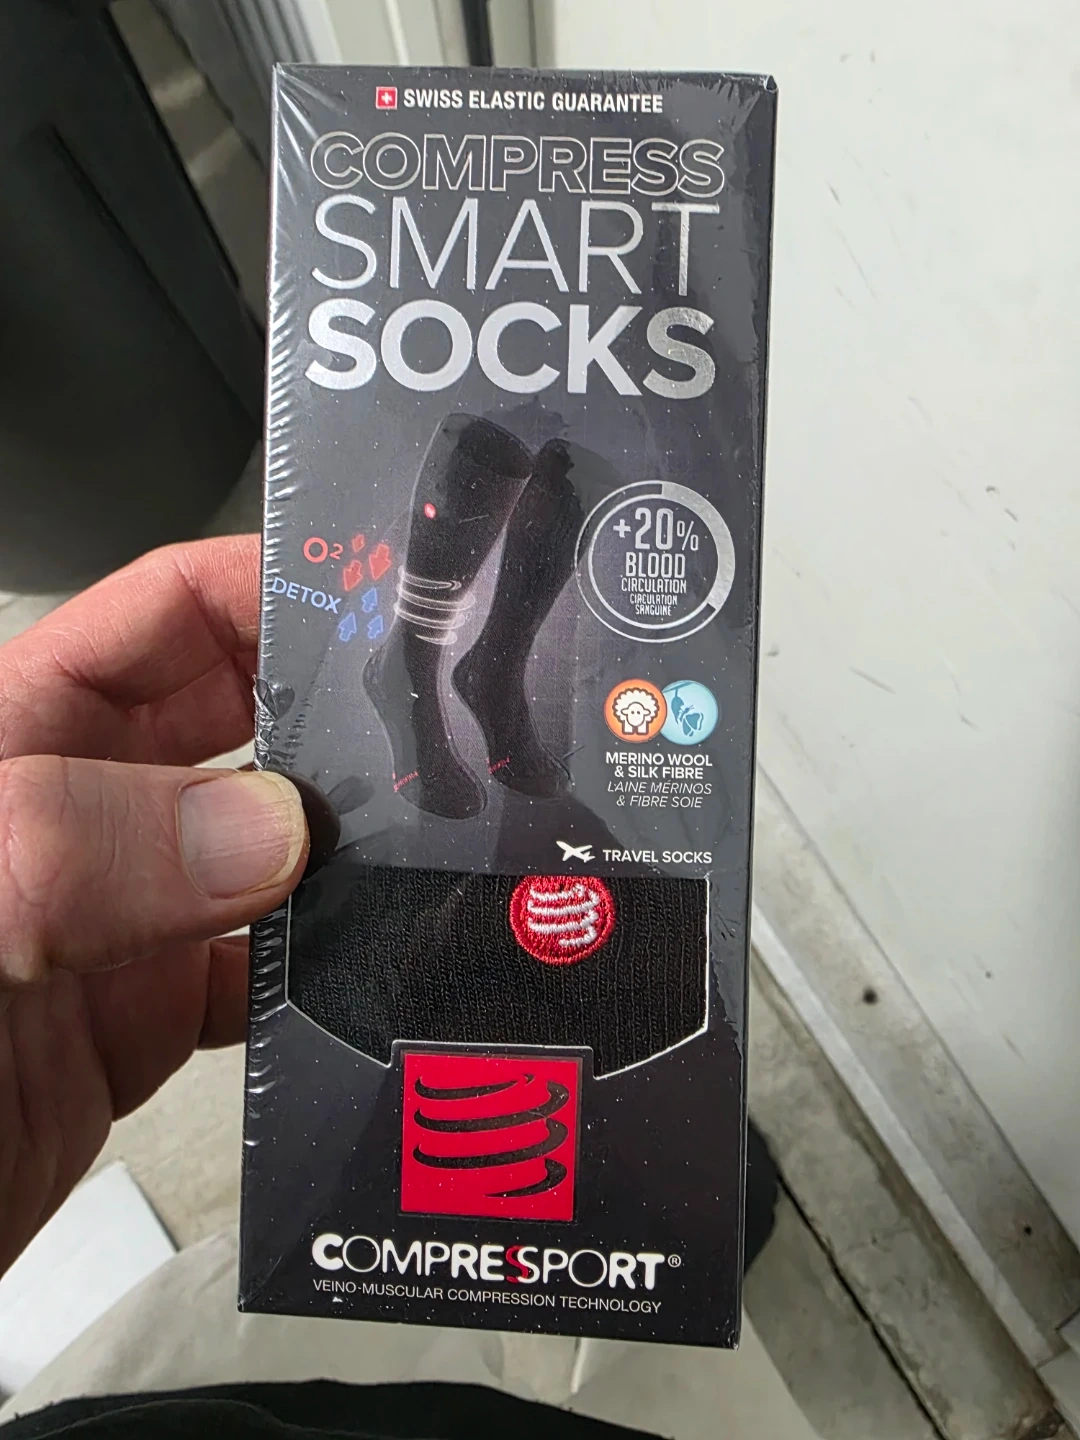 SWISS ELASTIC GUARANTEE
COMPRESS
SMART
SOCKS
O2
DETOX
+20%
BLOOD
CIRCULATION
CIRCULATION
SANGUINE
MERINO WOOL
& SILK FIBRE
LAINE MÉRINOS
& FIBRE SOIE
TRAVEL SOCKS
COMPRESSPORT®
VEINO-MUSCULAR COMPRESSION TECHNOLOGY